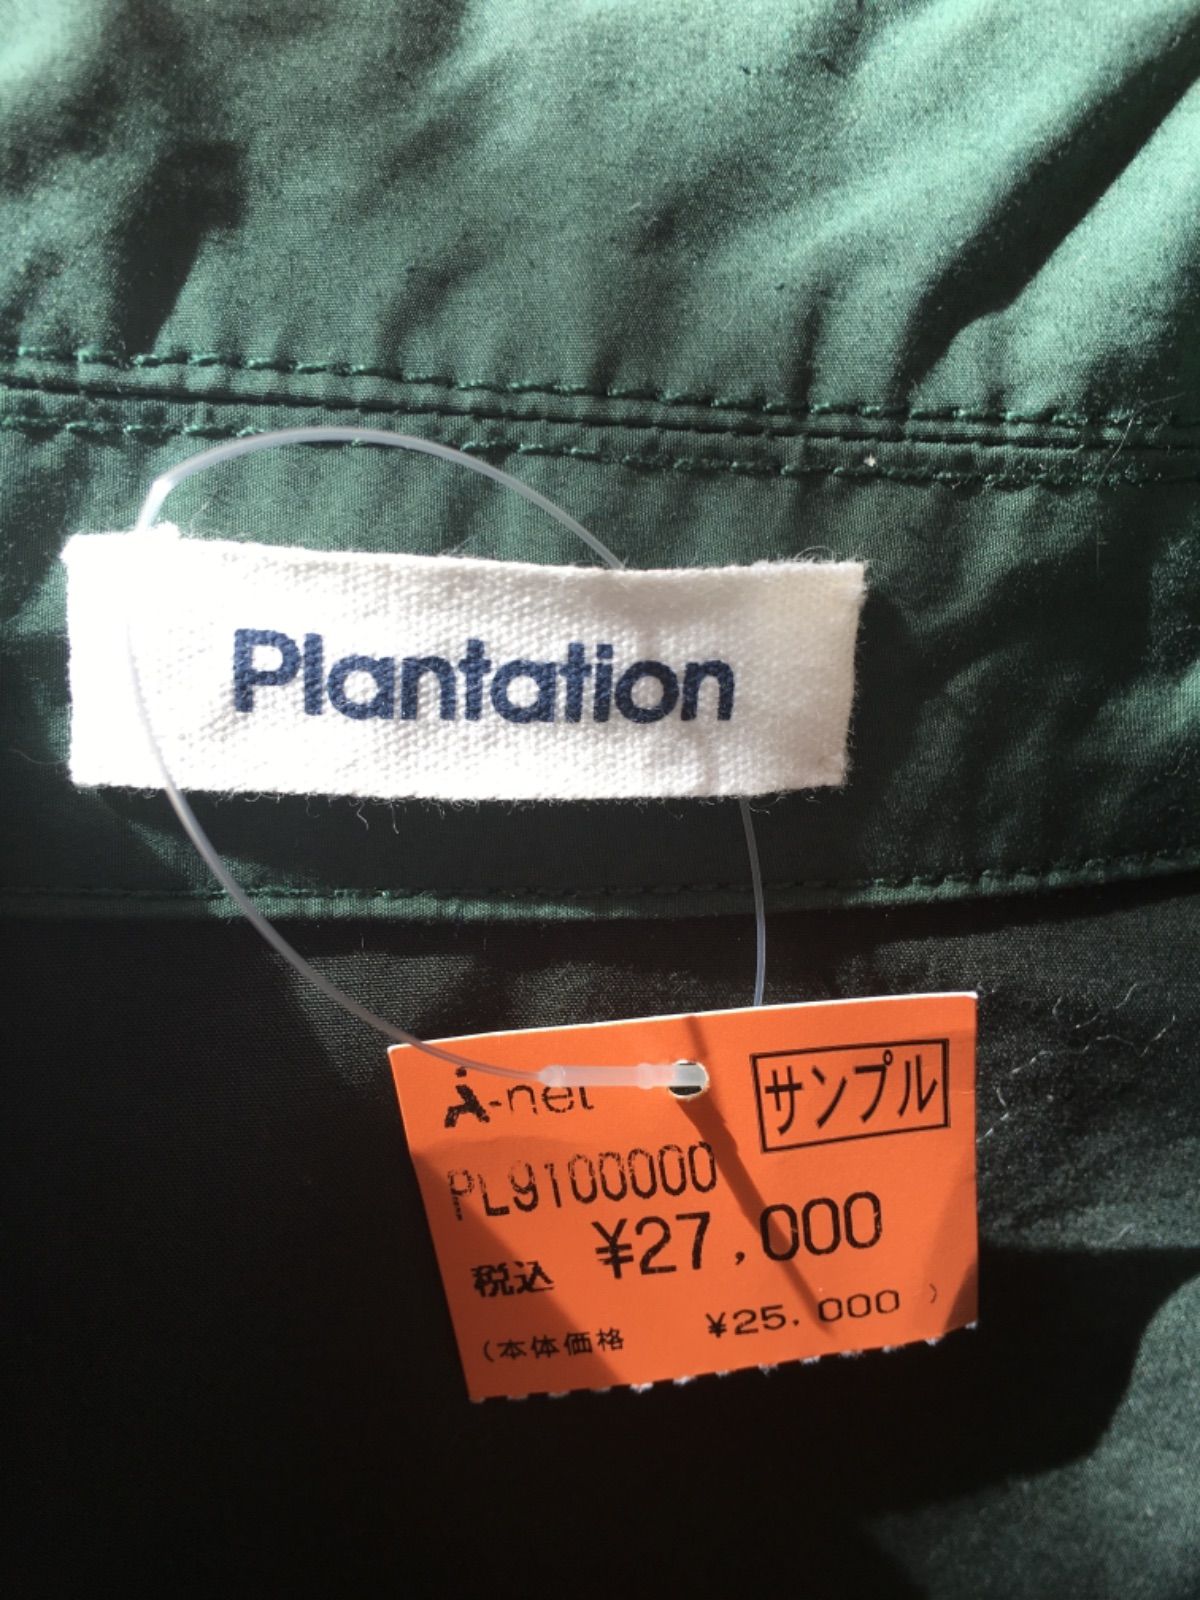 Plantation
A-net
サンプル
PL9100000
税込 ¥27,000
(本体価格 ¥25,000)